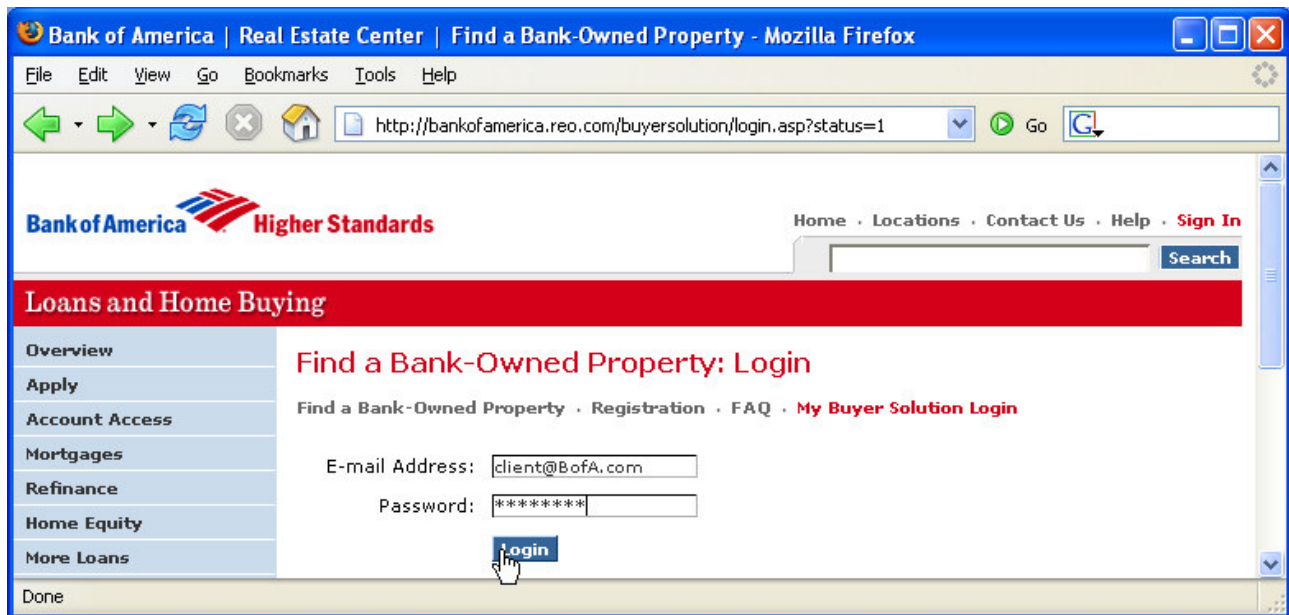 Bank of America | Real Estate Center | Find a Bank-Owned Property - Mozilla Firefox
File Edit View Go Bookmarks Tools Help
http://bankofamerica.reo.com/buyersolution/login.asp?status=1 Go G
Bank of America Higher Standards
Home · Locations · Contact Us · Help · Sign In
Search
Loans and Home Buying
Overview
Apply
Account Access
Mortgages
Refinance
Home Equity
More Loans
Find a Bank-Owned Property: Login
Find a Bank-Owned Property · Registration · FAQ · My Buyer Solution Login
E-mail Address: client@BofA.com
Password: ********
Login
Done